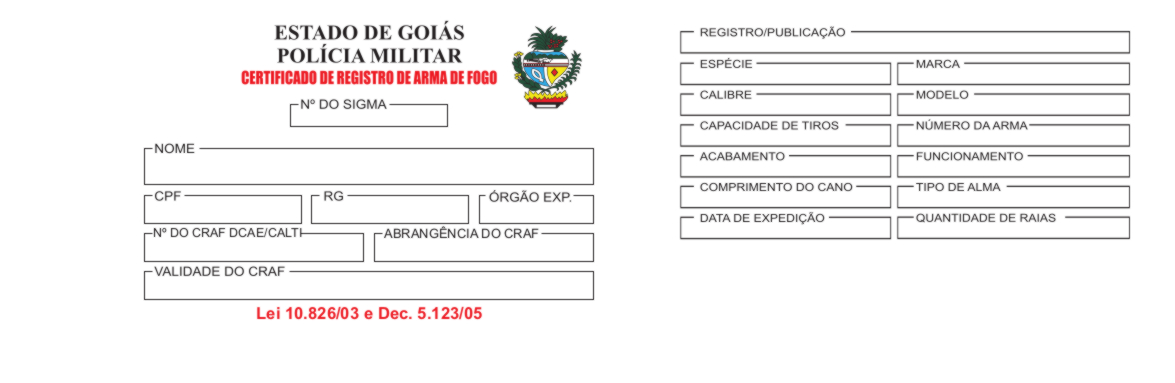 ESTADO DE GOIÁS
POLÍCIA MILITAR
CERTIFICADO DE REGISTRO DE ARMA DE FOGO
Nº DO SIGMA
NOME
CPF RG ÓRGÃO EXP.
Nº DO CRAF DCAE/CALTI ABRANGÊNCIA DO CRAF
VALIDADE DO CRAF
Lei 10.826/03 e Dec. 5.123/05
REGISTRO/PUBLICAÇÃO
ESPÉCIE MARCA
CALIBRE MODELO
CAPACIDADE DE TIROS NÚMERO DA ARMA
ACABAMENTO FUNCIONAMENTO
COMPRIMENTO DO CANO TIPO DE ALMA
DATA DE EXPEDIÇÃO QUANTIDADE DE RAIAS